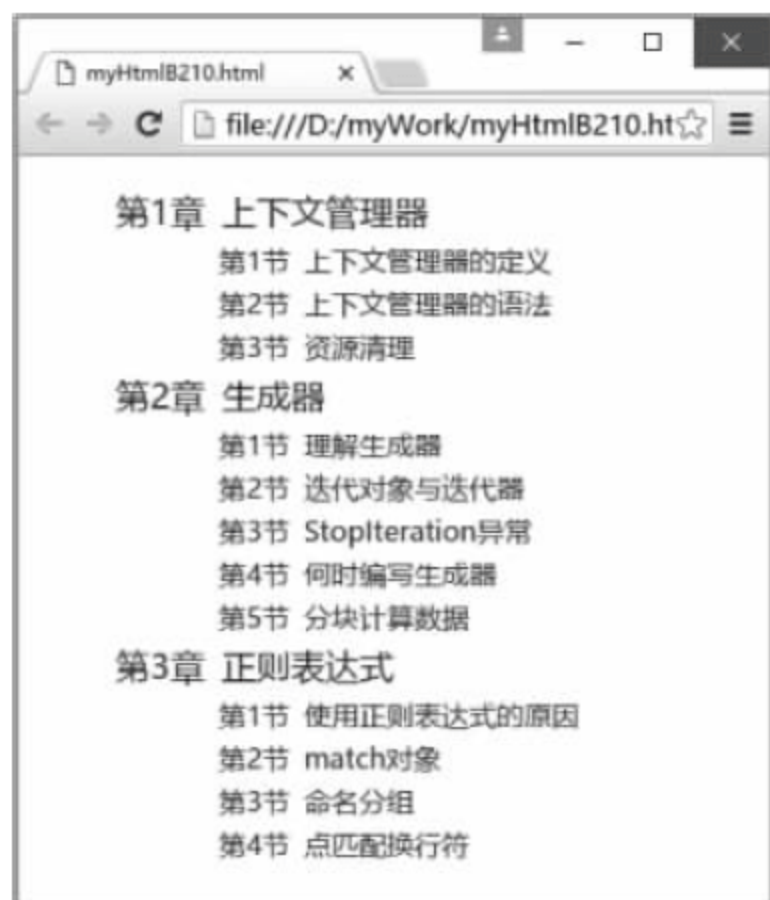 myHtmlB210.html
file:///D:/myWork/myHtmlB210.ht
第1章 上下文管理器
第1节 上下文管理器的定义
第2节 上下文管理器的语法
第3节 资源清理
第2章 生成器
第1节 理解生成器
第2节 迭代对象与迭代器
第3节 StopIteration异常
第4节 何时编写生成器
第5节 分块计算数据
第3章 正则表达式
第1节 使用正则表达式的原因
第2节 match对象
第3节 命名分组
第4节 点匹配换行符